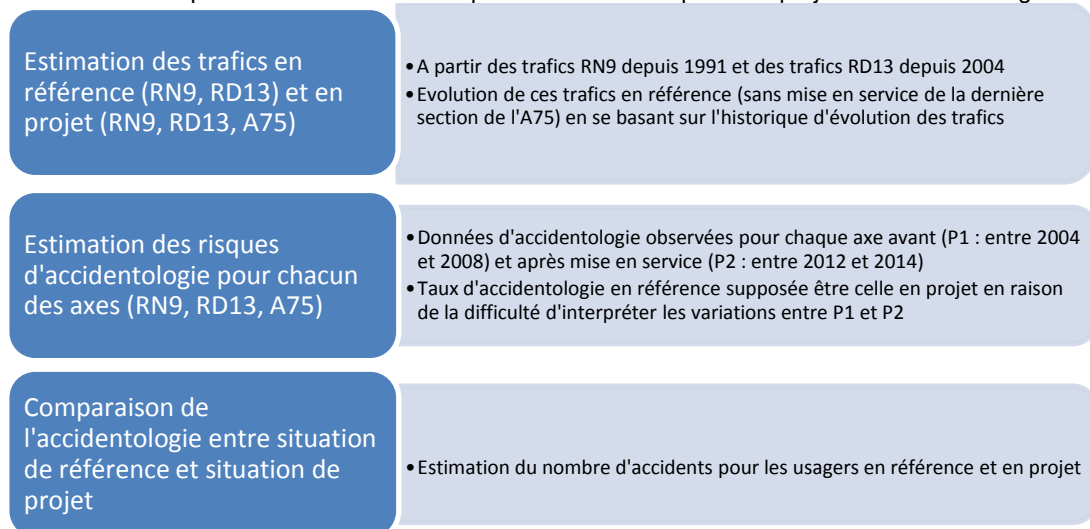 Estimation des trafics en
référence (RN9, RD13) et en
projet (RN9, RD13, A75)
•A partir des trafics RN9 depuis 1991 et des trafics RD13 depuis 2004
•Evolution de ces trafics en référence (sans mise en service de la dernière
section de l'A75) en se basant sur l'historique d'évolution des trafics
Estimation des risques
d'accidentologie pour chacun
des axes (RN9, RD13, A75)
•Données d'accidentologie observées pour chaque axe avant (P1 : entre 2004
et 2008) et après mise en service (P2 : entre 2012 et 2014)
•Taux d'accidentologie en référence supposée être celle en projet en raison
de la difficulté d'interpréter les variations entre P1 et P2
Comparaison de
l'accidentologie entre situation
de référence et situation de
projet
•Estimation du nombre d'accidents pour les usagers en référence et en projet